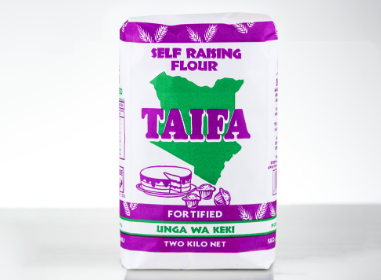 SELF RAISING
FLOUR
TAIFA
FORTIFIED
UNGA WA KEKI
TWO KILO NET